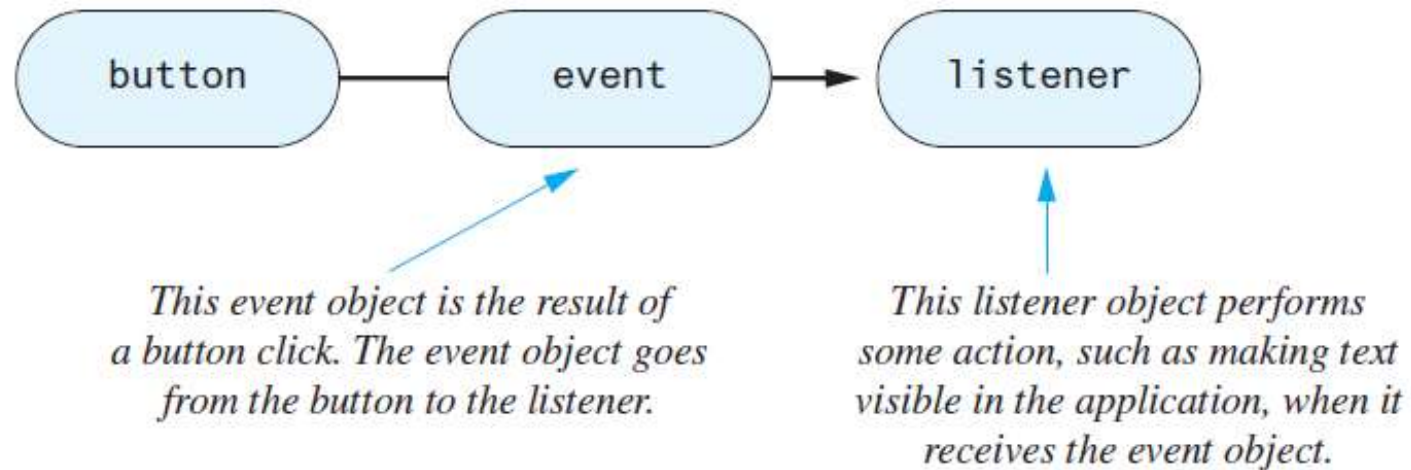 button
event
listener
This event object is the result of
a button click. The event object goes
from the button to the listener.
This listener object performs
some action, such as making text
visible in the application, when it
receives the event object.